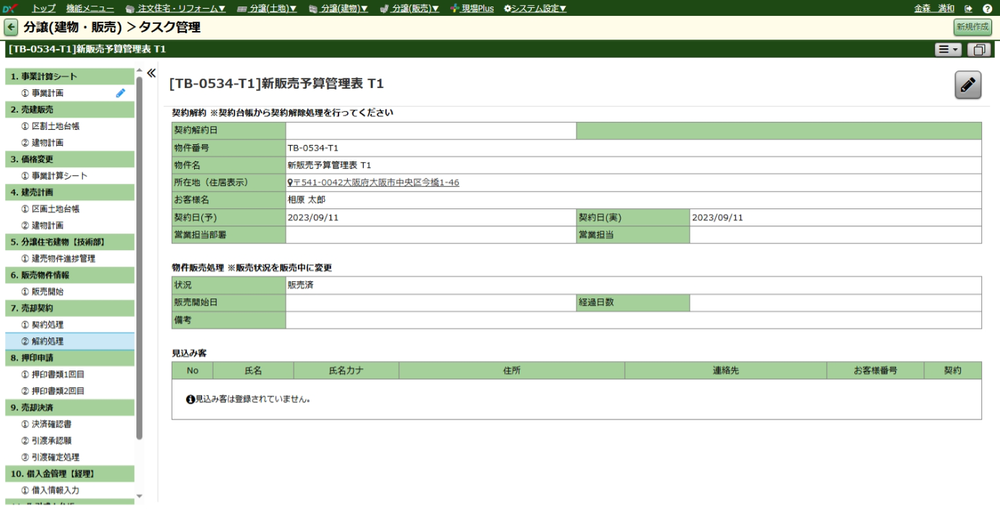 DX トップ 機能メニュー 注文住宅・リフォーム▼ 分譲(土地)▼ 分譲(建物)▼ 分譲(販売)▼ 現場Plus システム設定▼ 金森 満和
分譲(建物・販売) ＞タスク管理 新規作成
[TB-0534-T1]新販売予算管理表 T1
1. 事業計算シート
① 事業計画
2. 売建販売
① 区割土地台帳
② 建物計画
3. 価格変更
① 事業計算シート
4. 建売計画
① 区画土地台帳
② 建物計画
5. 分譲住宅建物【技術部】
① 建売物件進捗管理
6. 販売物件情報
① 販売開始
7. 売却契約
① 契約処理
② 解約処理
8. 押印申請
① 押印書類1回目
② 押印書類2回目
9. 売却決済
① 決済確認書
② 引渡承認願
③ 引渡確定処理
10. 借入金管理【経理】
① 借入情報入力
[TB-0534-T1]新販売予算管理表 T1
契約解約 ※契約台帳から契約解除処理を行ってください
契約解約日
物件番号 TB-0534-T1
物件名 新販売予算管理表 T1
所在地（住居表示） 〒541-0042大阪府大阪市中央区今橋1-46
お客様名 相原 太郎
契約日(予) 2023/09/11 契約日(実) 2023/09/11
営業担当部署 営業担当
物件販売処理 ※販売状況を販売中に変更
状況 販売済
販売開始日 経過日数
備考
見込み客
No 氏名 氏名カナ 住所 連絡先 お客様番号 契約
見込み客は登録されていません。